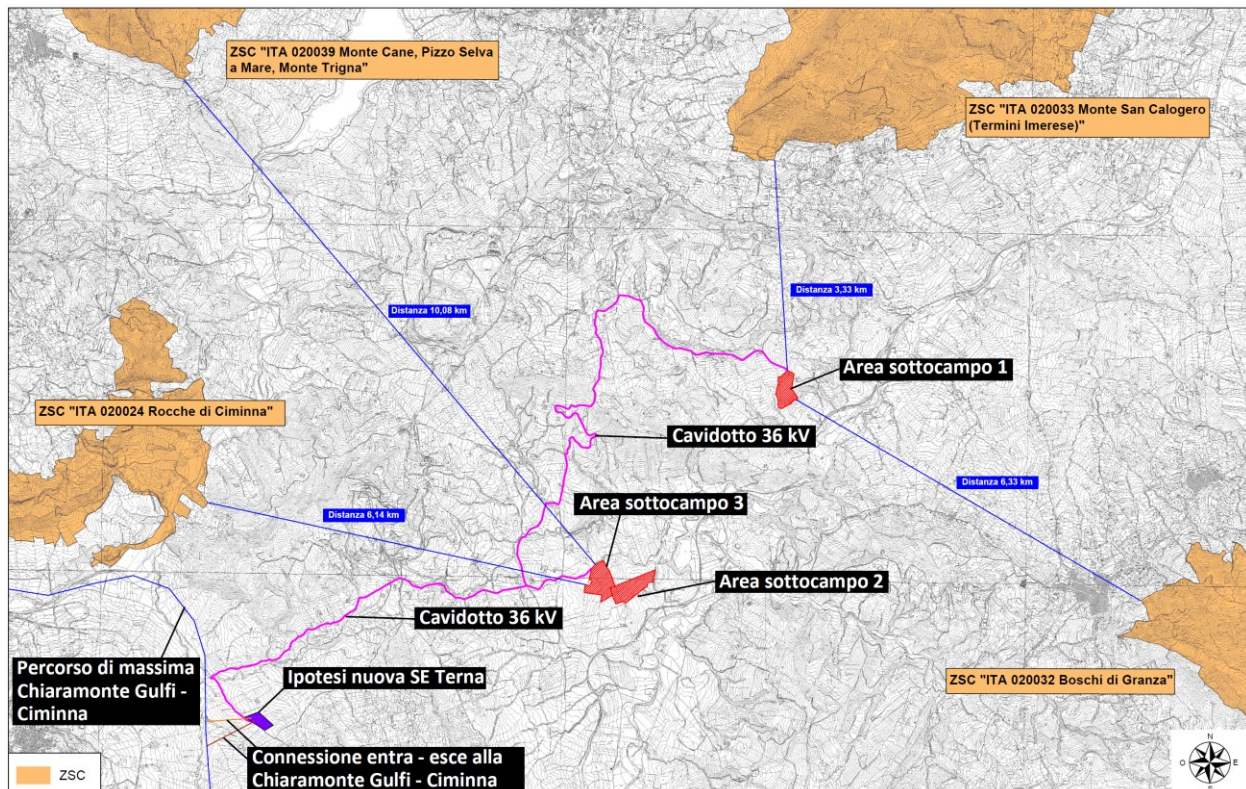 ZSC "ITA 020039 Monte Cane, Pizzo Selva
a Mare, Monte Trigna"
ZSC "ITA 020033 Monte San Calogero
(Termini Imerese)"
Distanza 3,33 km
Distanza 10,08 km
Area sottocampo 1
ZSC "ITA 020024 Rocche di Ciminna"
Cavidotto 36 kV
Distanza 6,33 km
Area sottocampo 3
Distanza 6,14 km
Area sottocampo 2
Cavidotto 36 kV
Percorso di massima
Chiaramonte Gulfi -
Ciminna
Ipotesi nuova SE Terna
ZSC "ITA 020032 Boschi di Granza"
Connessione entra - esce alla
Chiaramonte Gulfi - Ciminna
ZSC
N
O
E
S